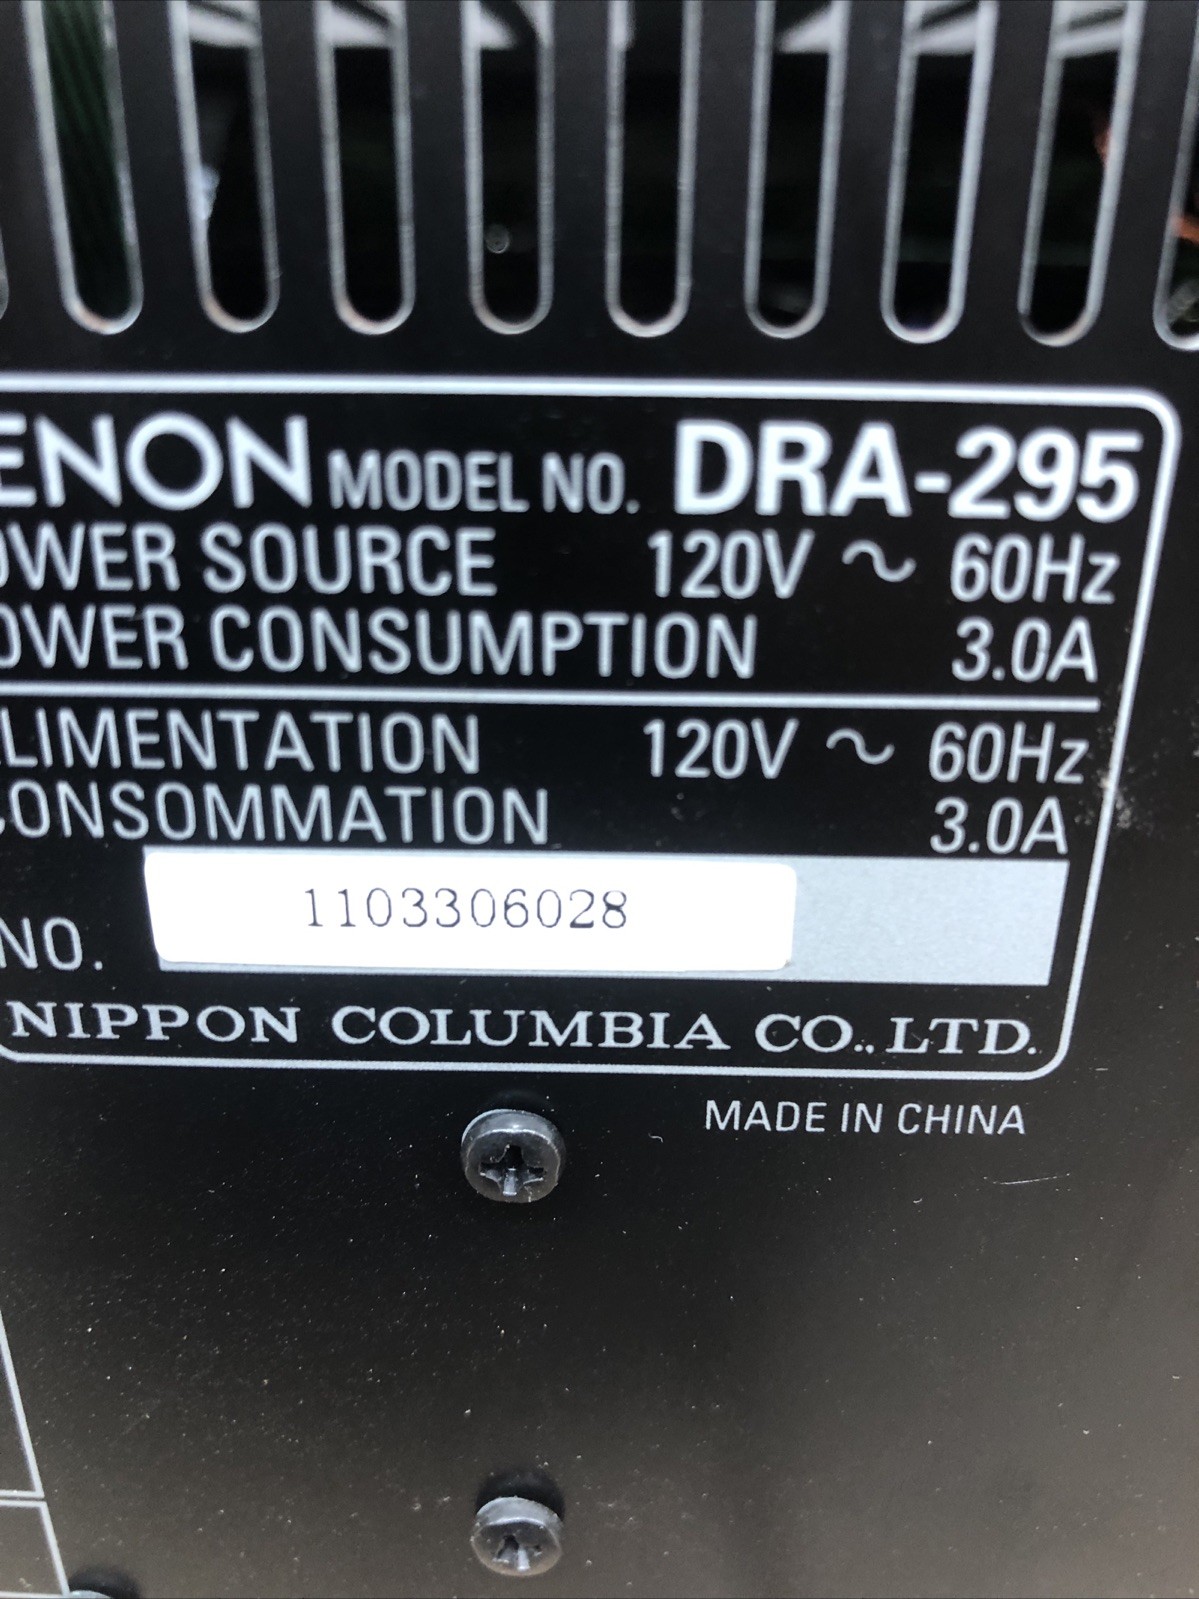 ENON MODEL NO. DRA-295
OWER SOURCE 120V ~ 60Hz
OWER CONSUMPTION 3.0A
LIMENTATION 120V ~ 60Hz
CONSOMMATION 3.0A
NO. 1103306028
NIPPON COLUMBIA CO., LTD.
MADE IN CHINA